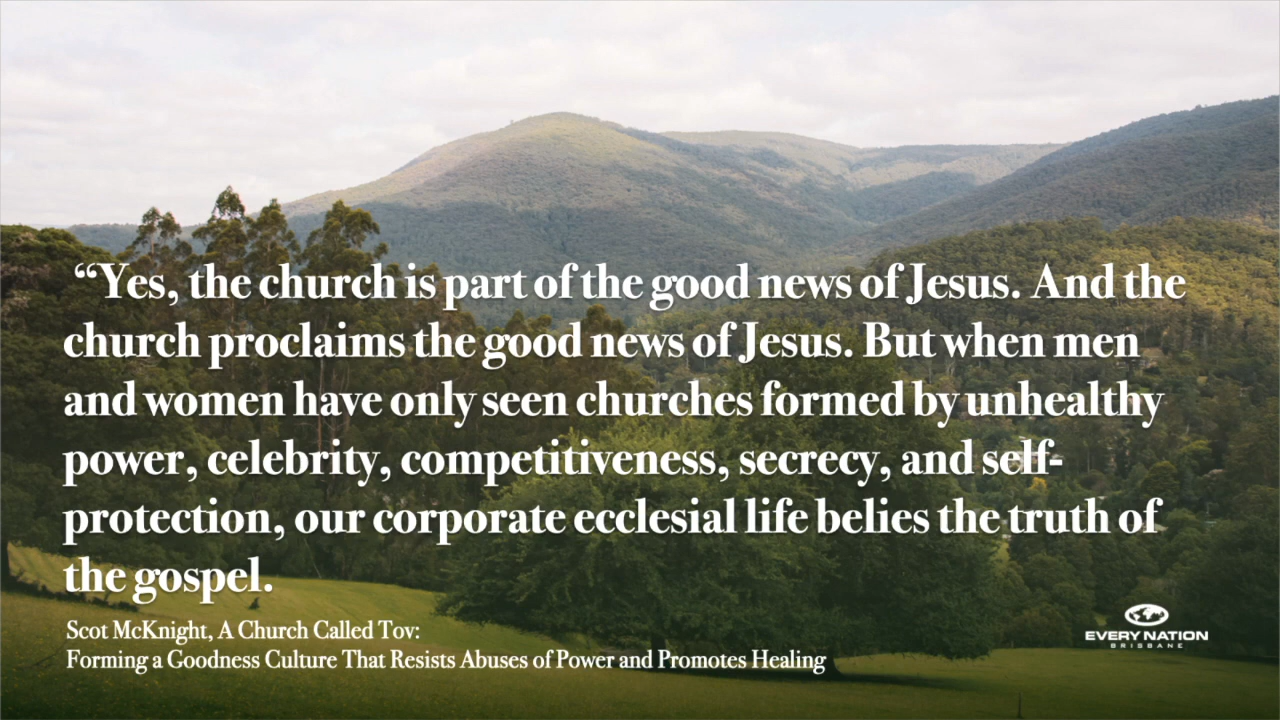 “Yes, the church is part of the good news of Jesus. And the
church proclaims the good news of Jesus. But when men
and women have only seen churches formed by unhealthy
power, celebrity, competitiveness, secrecy, and self-
protection, our corporate ecclesial life belies the truth of
the gospel.
Scot McKnight, A Church Called Tov:
Forming a Goodness Culture That Resists Abuses of Power and Promotes Healing
EVERY NATION
BRISBANE